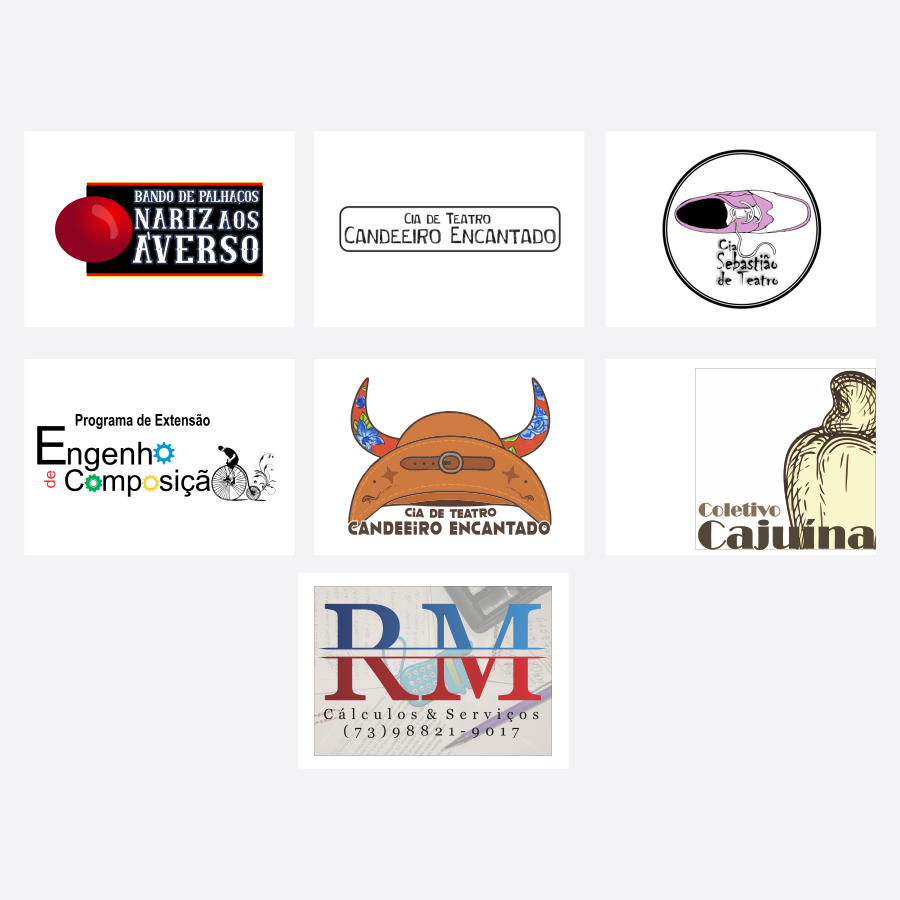 BANDO DE PALHAÇOS
NARIZ AOS
AVERSO
CIA DE TEATRO
CANDEEIRO ENCANTADO
Cia
Sebastião
de Teatro
Programa de Extensão
Engenho
de Composiçã
CIA DE TEATRO
CANDEEIRO ENCANTADO
Coletivo
Cajuína
RM
Cálculos & Serviços
(73)98821-9017